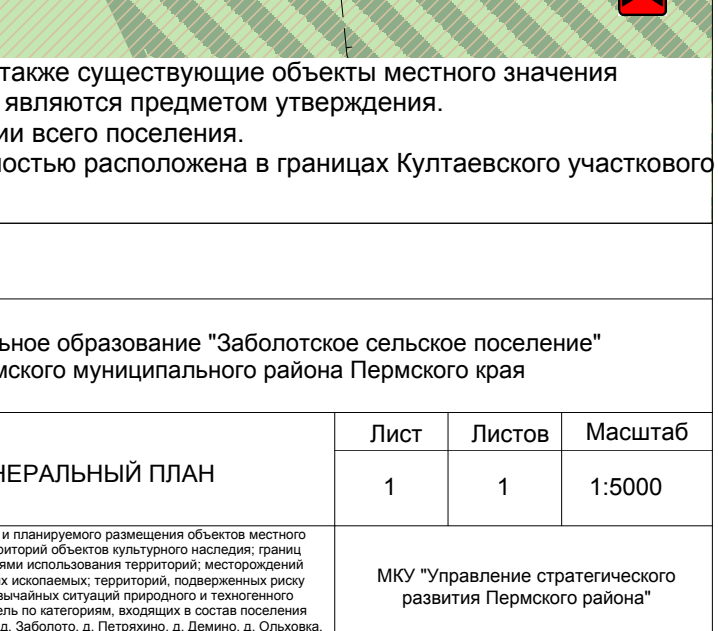 также существующие объекты местного значения
являются предметом утверждения.
ии всего поселения.
ностью расположена в границах Култаевского участкового
ьное образование "Заболотское сельское поселение"
мского муниципального района Пермского края
Лист Листов Масштаб
НЕРАЛЬНЫЙ ПЛАН
1 1 1:5000
и планируемого размещения объектов местного
риторий объектов культурного наследия; границ
ями использования территорий; месторождений
х ископаемых; территорий, подверженных риску
вычайных ситуаций природного и техногенного
ель по категориям, входящих в состав поселения
д. Заболото, д. Петряхино, д. Демино, д. Ольховка,
МКУ "Управление стратегического
развития Пермского района"